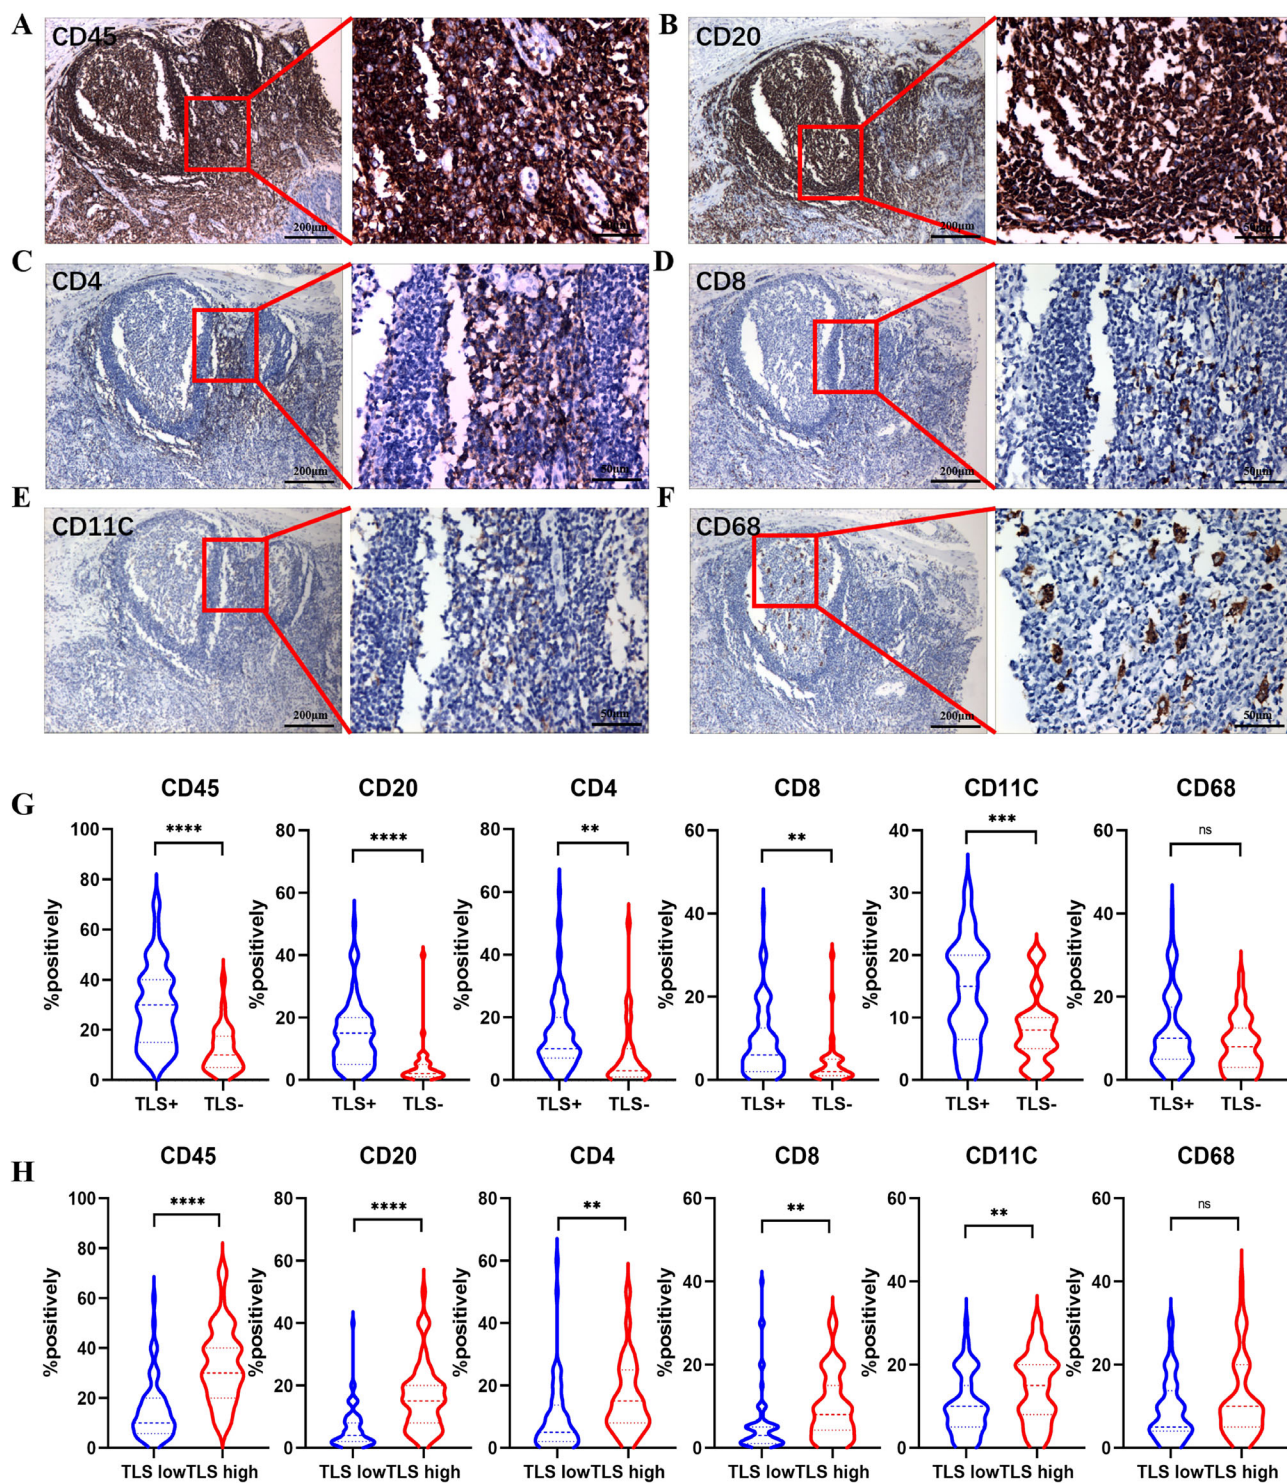 A CD45 B CD20
200μm 200μm 50μm
C CD4 D CD8
200μm 50μm 200μm 50μm
E CD11C F CD68
200μm 50μm 200μm 50μm
G CD45 CD20 CD4 CD8 CD11C CD68
100 80 80 60 40 60
**** **** ** ** *** ns
80 60 60 40 30 40
60 40 40 20 20 20
40 20 20 0 10 0
20 0 0 0
0
%positively %positively %positively %positively %positively %positively
TLS+ TLS- TLS+ TLS- TLS+ TLS- TLS+ TLS- TLS+ TLS- TLS+ TLS-
H CD45 CD20 CD4 CD8 CD11C CD68
100 80 80 60 60 60
**** **** ** ** ** ns
80 60 60 40 40 40
60 40 40 20 20 20
40 20 20 0 0 0
20 0 0
0
%positively %positively %positively %positively %positively %positively
TLS low TLS high TLS low TLS high TLS low TLS high TLS low TLS high TLS low TLS high TLS low TLS high